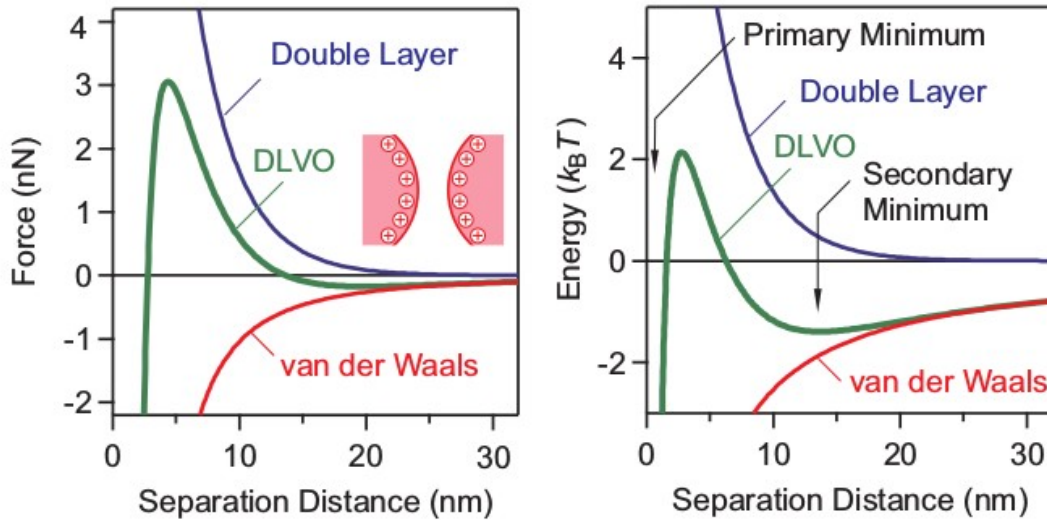 4
3
2
1
0
-1
-2
Force (nN)
Double Layer
DLVO
van der Waals
0
10
20
30
Separation Distance (nm)
4
2
0
-2
Energy (kBT)
Primary Minimum
Double Layer
DLVO
Secondary
Minimum
van der Waals
0
10
20
30
Separation Distance (nm)